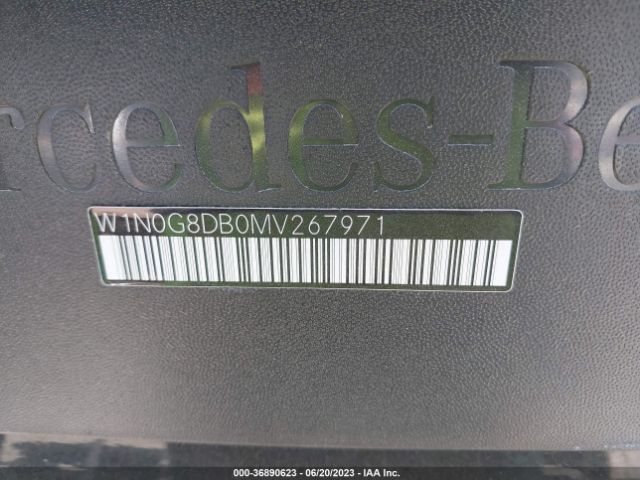 rcedes-Be
W1N0G8DB0MV267971
000-36890623 — 06/20/2023 — IAA Inc.